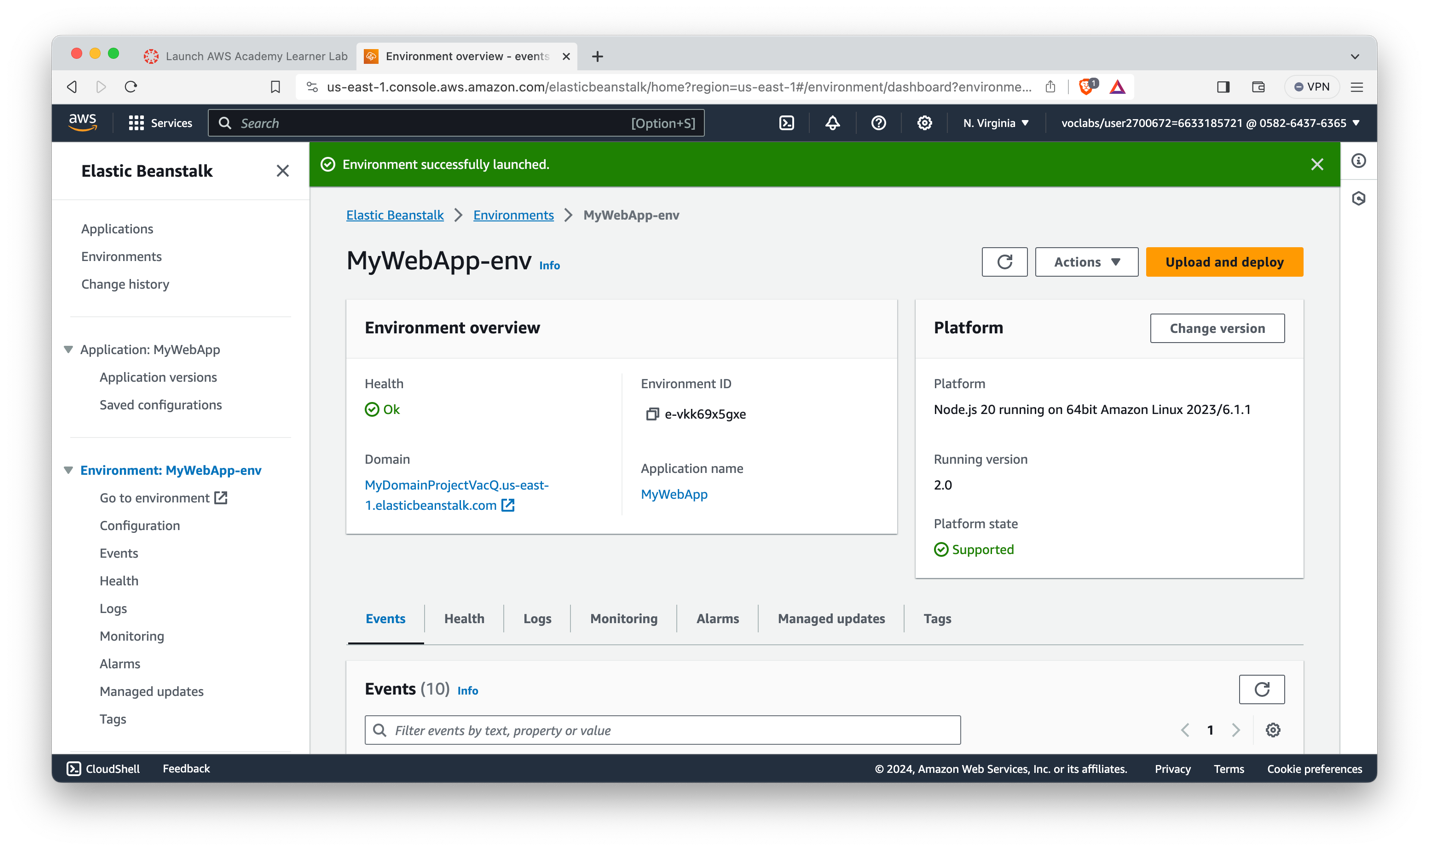 Launch AWS Academy Learner Lab
Environment overview - events
us-east-1.console.aws.amazon.com/elasticbeanstalk/home?region=us-east-1#/environment/dashboard?environme...
1
VPN
aws
Services
Search
[Option+S]
N. Virginia
voclabs/user2700672=6633185721 @ 0582-6437-6365
Elastic Beanstalk
Applications
Environments
Change history
Application: MyWebApp
Application versions
Saved configurations
Environment: MyWebApp-env
Go to environment
Configuration
Events
Health
Logs
Monitoring
Alarms
Managed updates
Tags
Environment successfully launched.
Elastic Beanstalk
Environments
MyWebApp-env
MyWebApp-env Info
Actions
Upload and deploy
Environment overview
Health
Ok
Domain
MyDomainProjectVacQ.us-east-
1.elasticbeanstalk.com
Environment ID
e-vkk69x5gxe
Application name
MyWebApp
Platform
Change version
Platform
Node.js 20 running on 64bit Amazon Linux 2023/6.1.1
Running version
2.0
Platform state
Supported
Events
Health
Logs
Monitoring
Alarms
Managed updates
Tags
Events (10) Info
Filter events by text, property or value
1
CloudShell
Feedback
© 2024, Amazon Web Services, Inc. or its affiliates.
Privacy
Terms
Cookie preferences